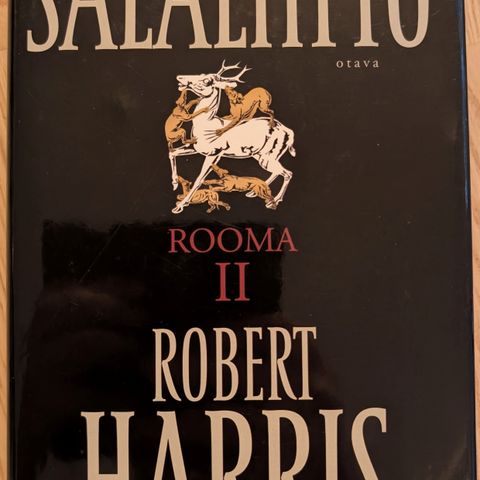 SALALIITTO
otava
ROOMA
II
ROBERT
HARRIS